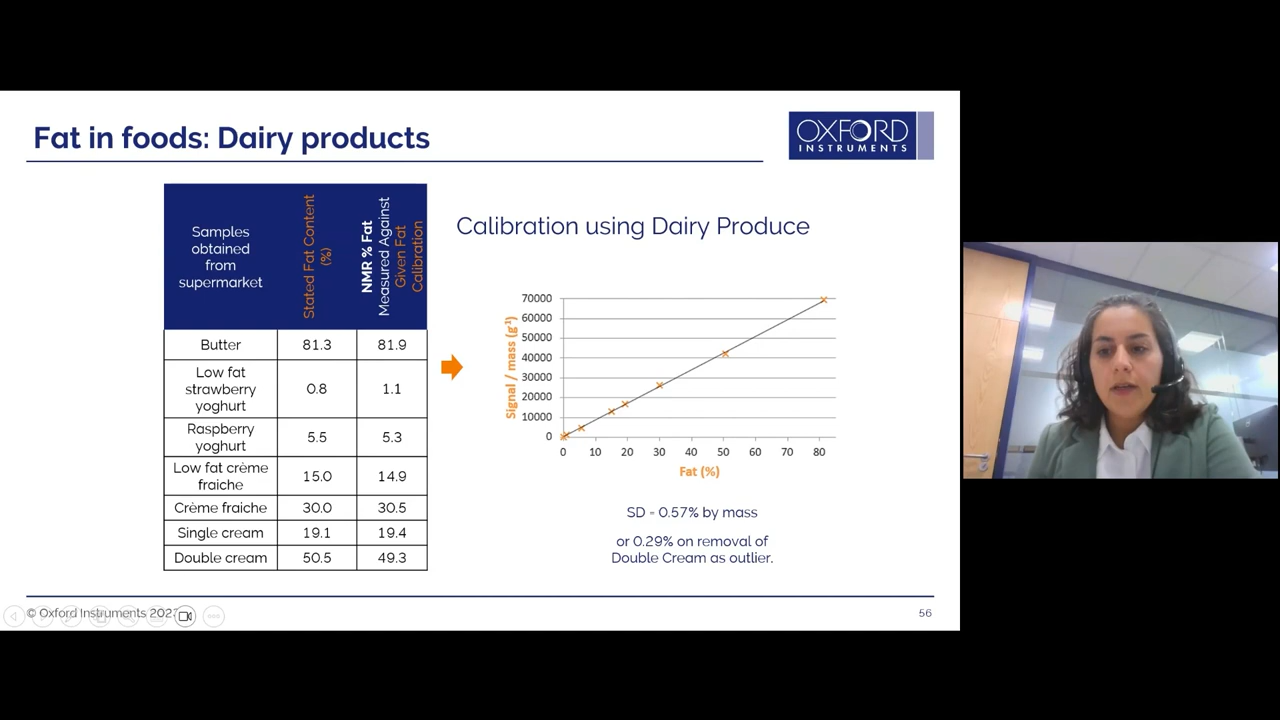 Fat in foods: Dairy products
OXFORD
INSTRUMENTS
Samples
obtained
from
supermarket
Stated Fat Content
(%)
NMR % Fat
Measured Against
Given Fat
Calibration
Butter 81.3 81.9
Low fat
strawberry
yoghurt
0.8 1.1
Raspberry
yoghurt
5.5 5.3
Low fat crème
fraiche
15.0 14.9
Crème fraiche 30.0 30.5
Single cream 19.1 19.4
Double cream 50.5 49.3
Calibration using Dairy Produce
Signal / mass (g⁻¹)
70000
60000
50000
40000
30000
20000
10000
0
0 10 20 30 40 50 60 70 80
Fat (%)
SD = 0.57% by mass
or 0.29% on removal of
Double Cream as outlier.
© Oxford Instruments
56